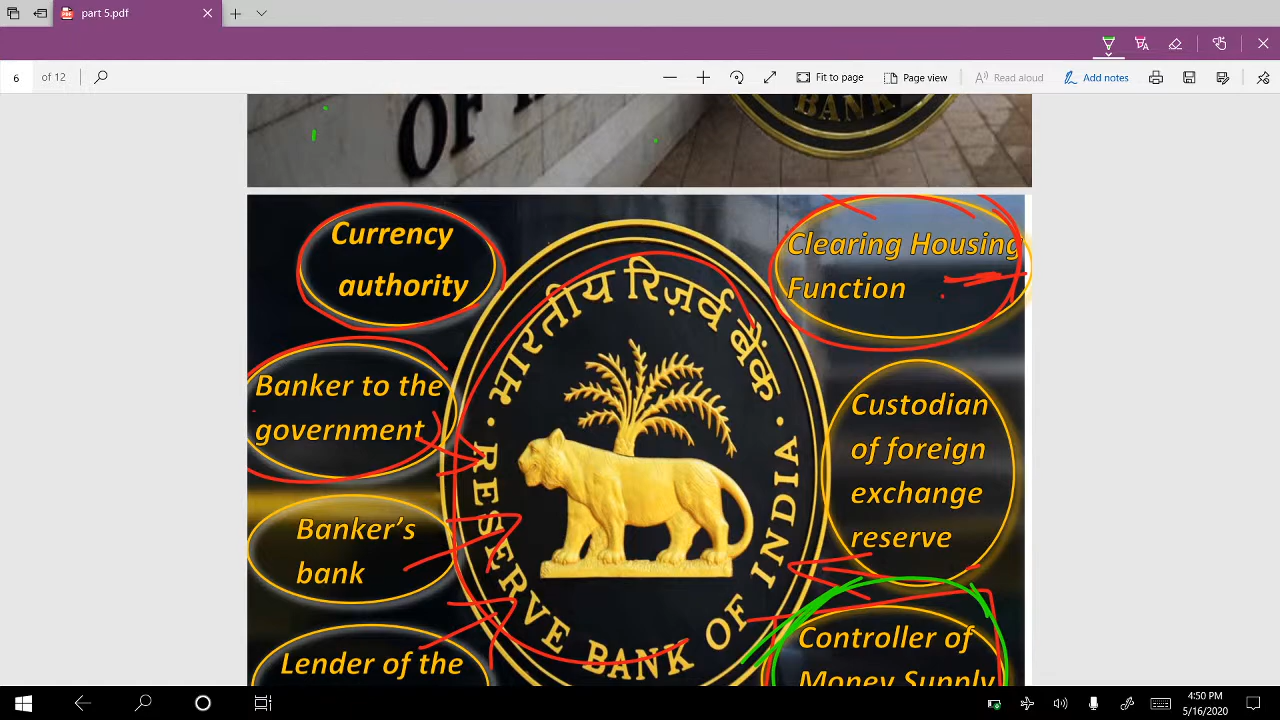 part 5.pdf
6 of 12
Fit to page
Page view
Read aloud
Add notes
OF
BANK
Currency
authority
Clearing Housing
Function
Banker to the
government
भारतीय रिज़र्व बैंक
RESERVE BANK OF INDIA
Custodian
of foreign
exchange
reserve
Banker's
bank
Lender of the
Controller of
Money Supply
4:50 PM
5/16/2020